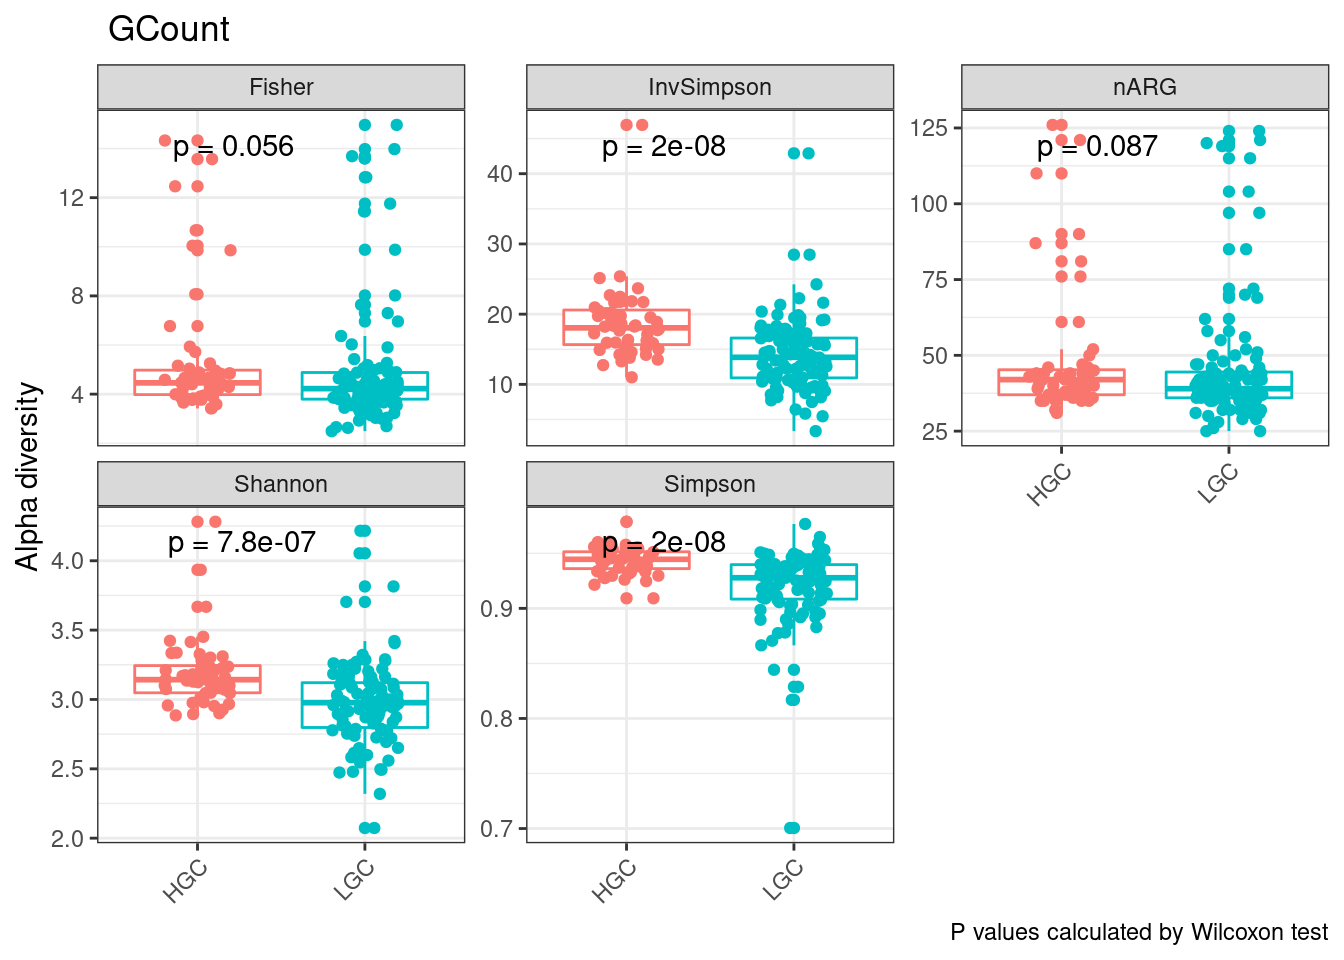 GCount
Fisher
InvSimpson
nARG
p = 0.056
p = 2e-08
p = 0.087
12
8
4
40
30
20
10
125
100
75
50
25
HGC
LGC
Alpha diversity
Shannon
Simpson
p = 7.8e-07
p = 2e-08
4.0
3.5
3.0
2.5
2.0
0.9
0.8
0.7
HGC
LGC
HGC
LGC
P values calculated by Wilcoxon test